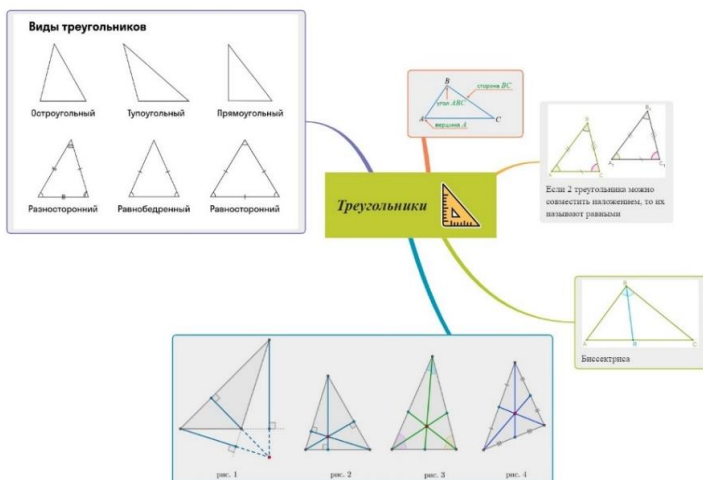 Виды треугольников
Остроугольный
Тупоугольный
Прямоугольный
Разносторонний
Равнобедренный
Равносторонний
B
сторона BC
угол ABC
A
C
вершина A
Треугольники
Если 2 треугольника можно
совместить наложением, то их
называют равными
A
C
Биссектриса
рис. 1
рис. 2
рис. 3
рис. 4